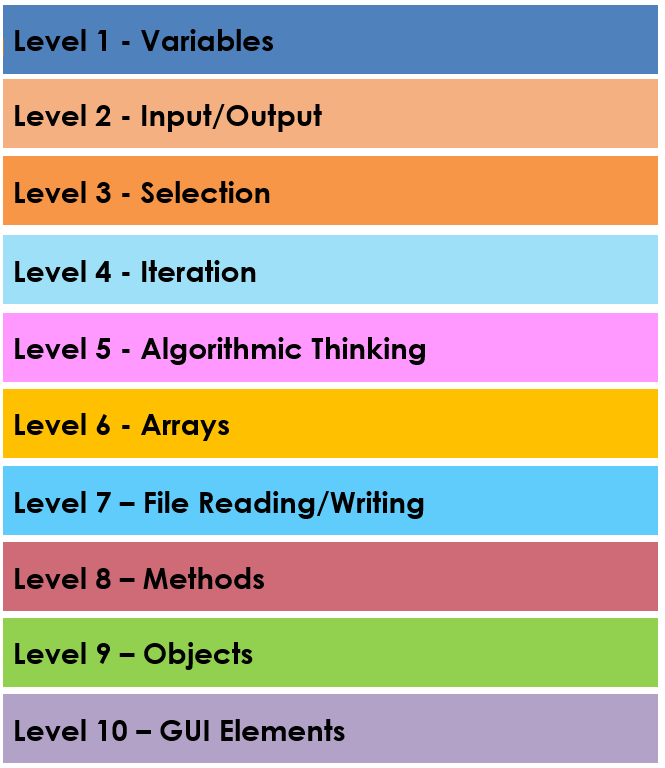 Level 1 - Variables
Level 2 - Input/Output
Level 3 - Selection
Level 4 - Iteration
Level 5 - Algorithmic Thinking
Level 6 - Arrays
Level 7 – File Reading/Writing
Level 8 – Methods
Level 9 – Objects
Level 10 – GUI Elements